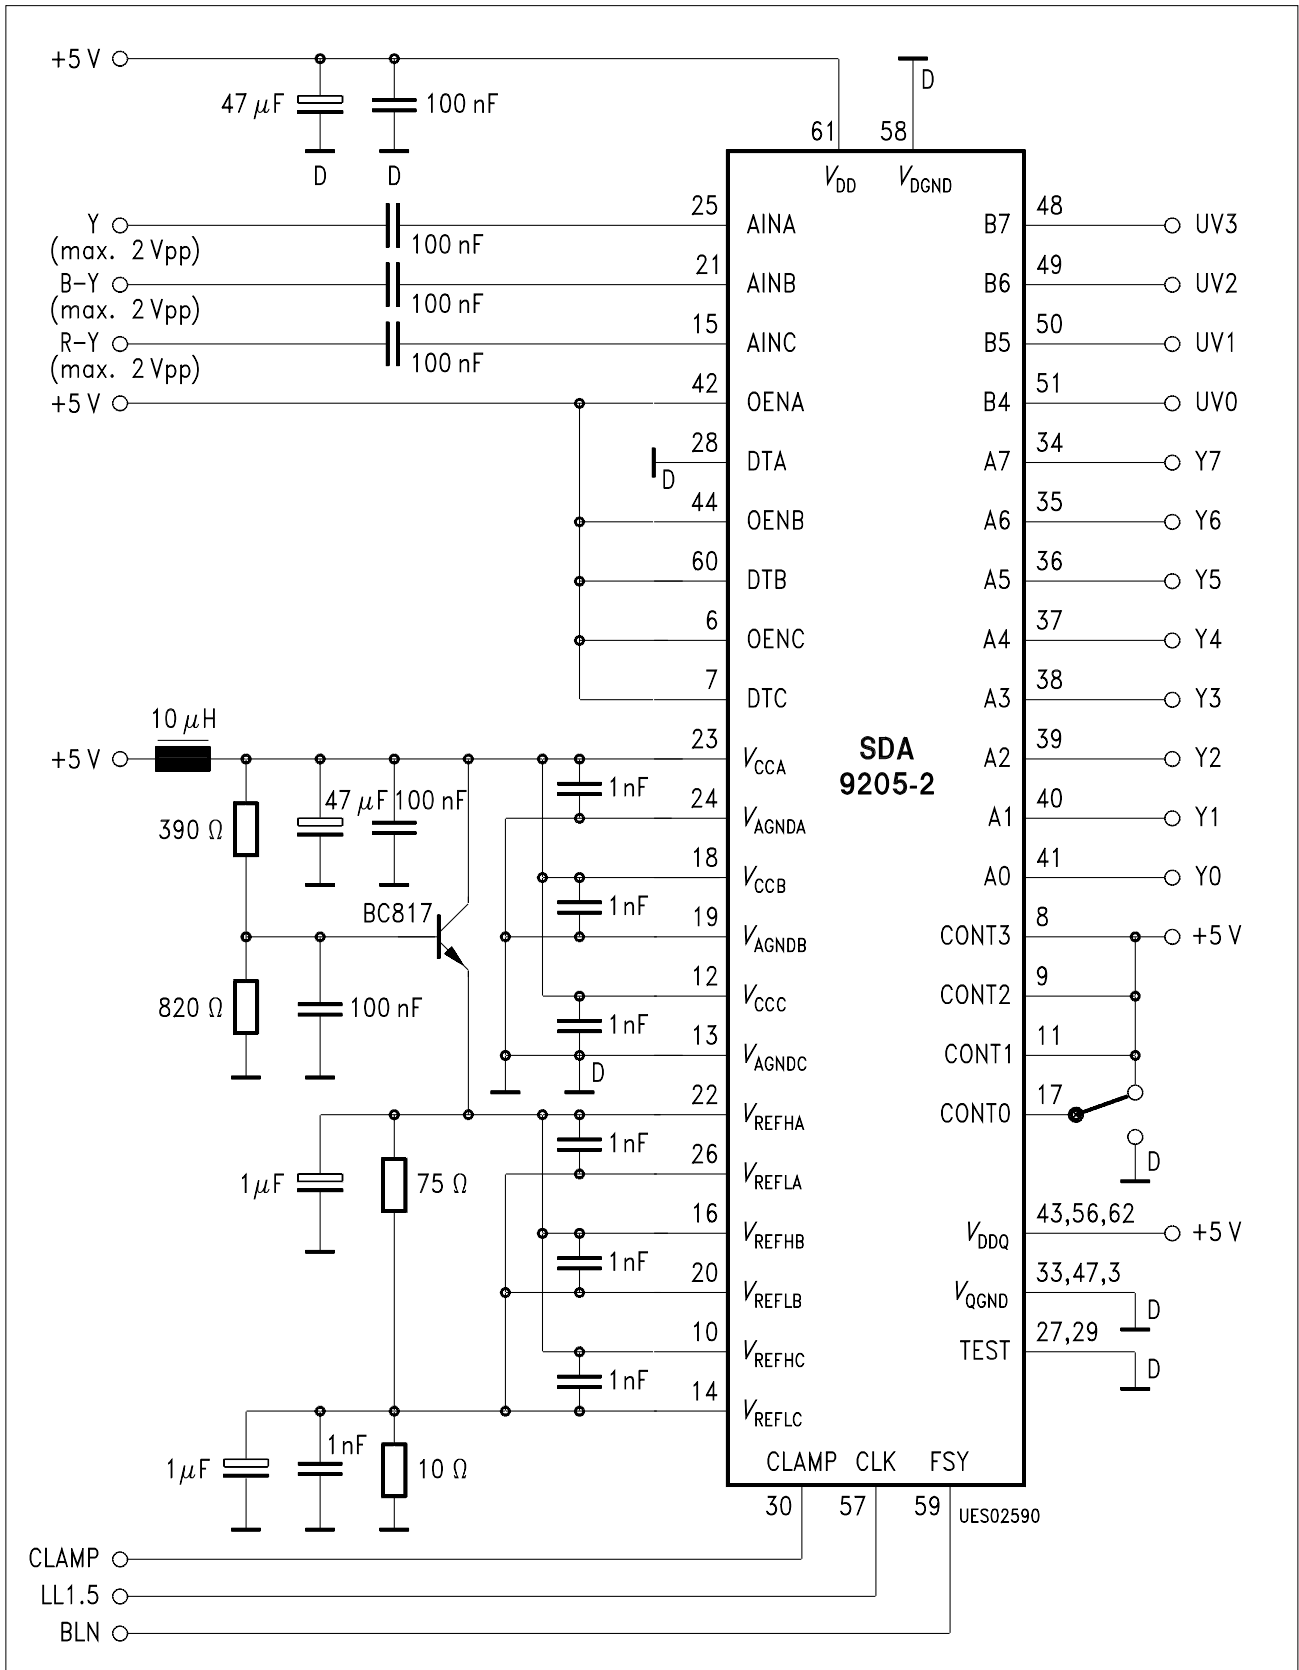 +5 V
47 µF
100 nF
D
D
D
61
58
V_DD
V_DGND
Y
(max. 2 Vpp)
100 nF
25
AINA
B7
48
UV3
B-Y
(max. 2 Vpp)
100 nF
21
AINB
B6
49
UV2
R-Y
(max. 2 Vpp)
100 nF
15
AINC
B5
50
UV1
+5 V
42
OENA
B4
51
UV0
28
D
DTA
A7
34
Y7
44
OENB
A6
35
Y6
60
DTB
A5
36
Y5
6
OENC
A4
37
Y4
7
DTC
A3
38
Y3
10 µH
+5 V
23
V_CCA
SDA
9205-2
A2
39
Y2
390 Ω
47 µF
100 nF
1 nF
24
V_AGNDA
A1
40
Y1
18
V_CCB
A0
41
Y0
BC817
1 nF
19
V_AGNDB
CONT3
8
+5 V
820 Ω
100 nF
12
V_CCC
CONT2
9
1 nF
13
V_AGNDC
CONT1
11
D
22
V_REFHA
CONT0
17
D
1 µF
75 Ω
1 nF
26
V_REFLA
16
V_REFHB
V_DDQ
43,56,62
+5 V
1 nF
20
V_REFLB
V_QGND
33,47,3
D
10
V_REFHC
TEST
27,29
D
1 nF
14
V_REFLC
1 µF
1 nF
10 Ω
CLAMP
CLK
FSY
30
57
59
UES02590
CLAMP
LL1.5
BLN